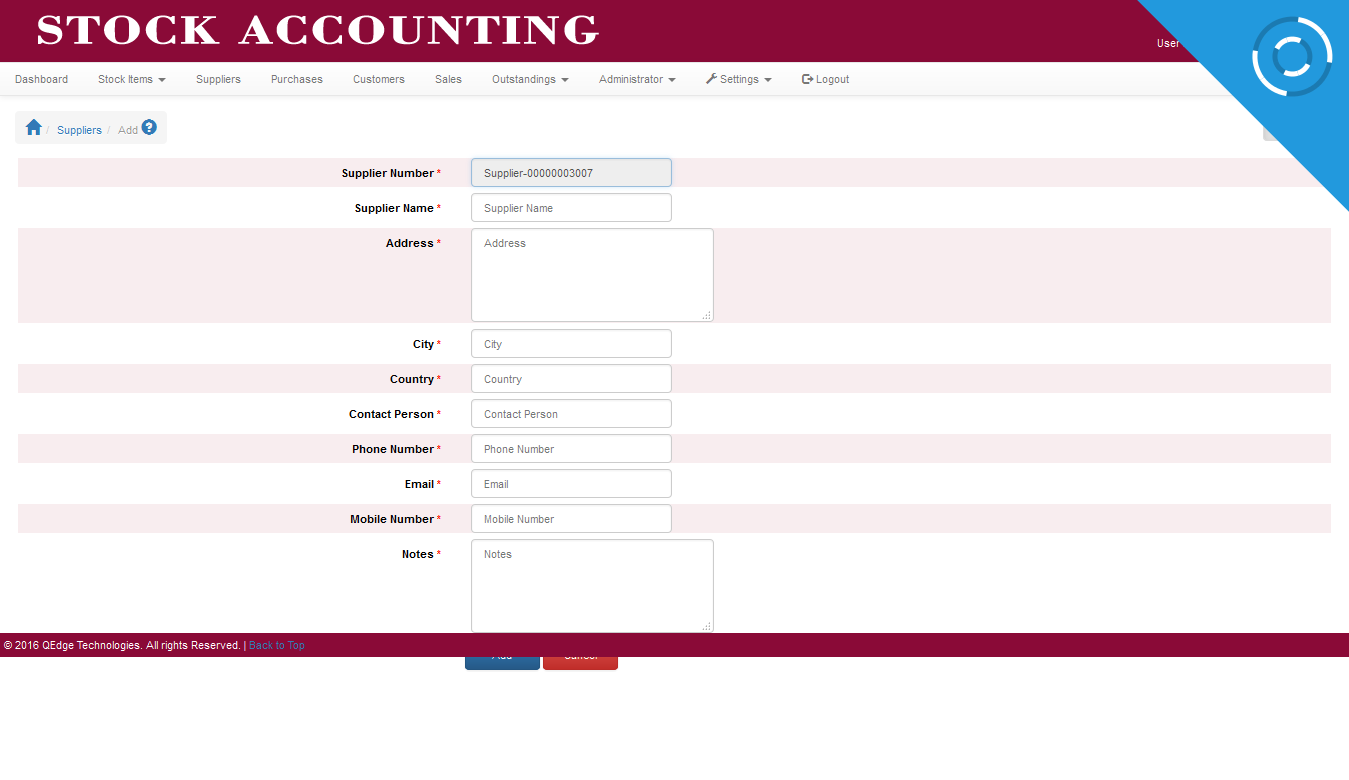 STOCK ACCOUNTING
User
Dashboard Stock Items Suppliers Purchases Customers Sales Outstandings Administrator Settings Logout
/ Suppliers / Add ?
Supplier Number * Supplier-00000003007
Supplier Name * Supplier Name
Address * Address
City * City
Country * Country
Contact Person * Contact Person
Phone Number * Phone Number
Email * Email
Mobile Number * Mobile Number
Notes * Notes
© 2016 QEdge Technologies. All rights Reserved. | Back to Top
Add Cancel